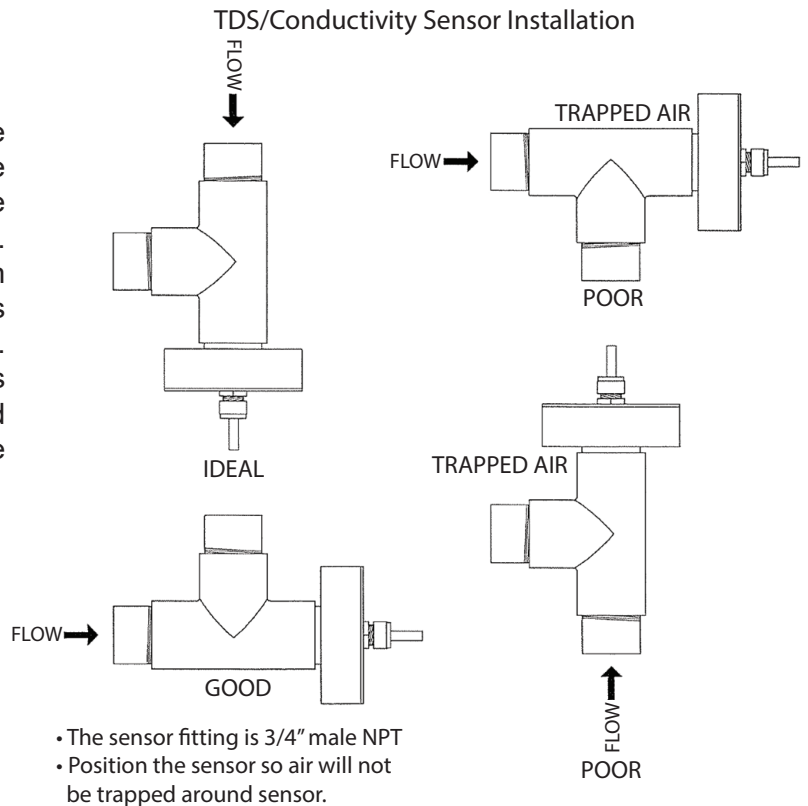 TDS/Conductivity Sensor Installation
FLOW
IDEAL
FLOW
TRAPPED AIR
POOR
FLOW
GOOD
TRAPPED AIR
FLOW
POOR
• The sensor fitting is 3/4” male NPT
• Position the sensor so air will not
be trapped around sensor.